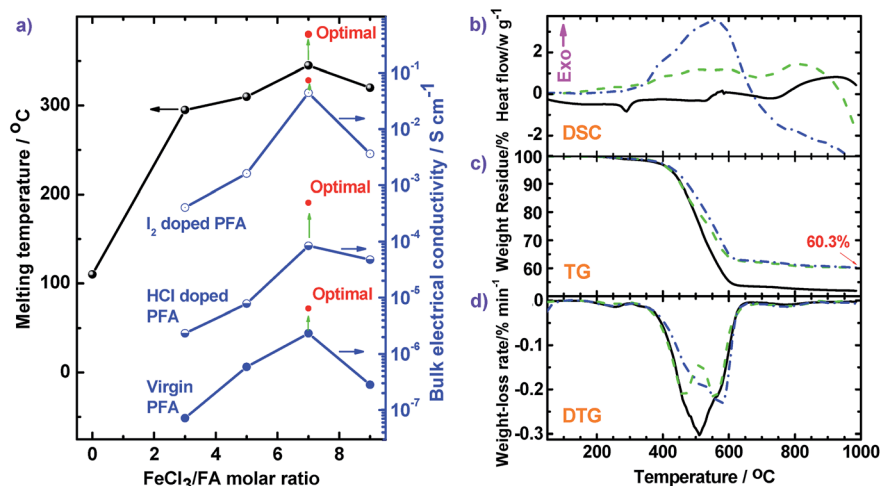 a)
Melting temperature / °C
300
200
100
0
Optimal
Optimal
Optimal
I2 doped PFA
HCl doped
PFA
Virgin
PFA
10-1
10-2
10-3
10-4
10-5
10-6
10-7
Bulk electrical conductivity / S cm-1
0 2 4 6 8
FeCl3/FA molar ratio
b)
Exo
Heat flow/w g-1
2
0
-2
DSC
c)
Weight Residue/%
100
90
80
70
60
60.3%
TG
d)
Weight-loss rate/% min-1
0
-0.1
-0.2
-0.3
DTG
200 400 600 800 1000
Temperature / °C